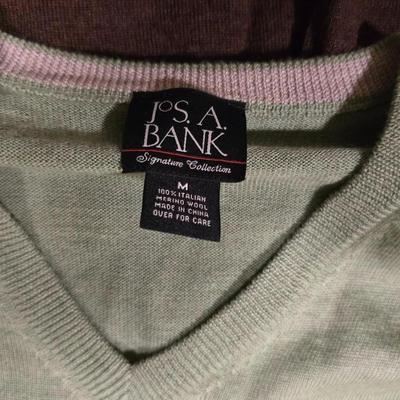 JOS. A.
BANK
Signature Collection
M
100% ITALIAN
MERINO WOOL
MADE IN CHINA
OVER FOR CARE